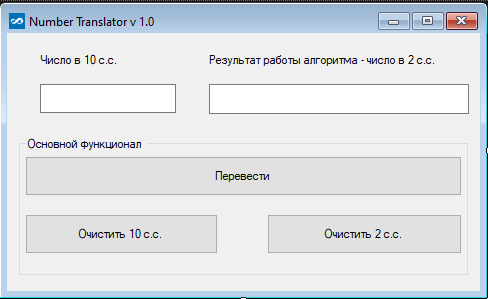 Number Translator v 1.0
Число в 10 с.с.
Результат работы алгоритма - число в 2 с.с.
Основной функционал
Перевести
Очистить 10 с.с.
Очистить 2 с.с.